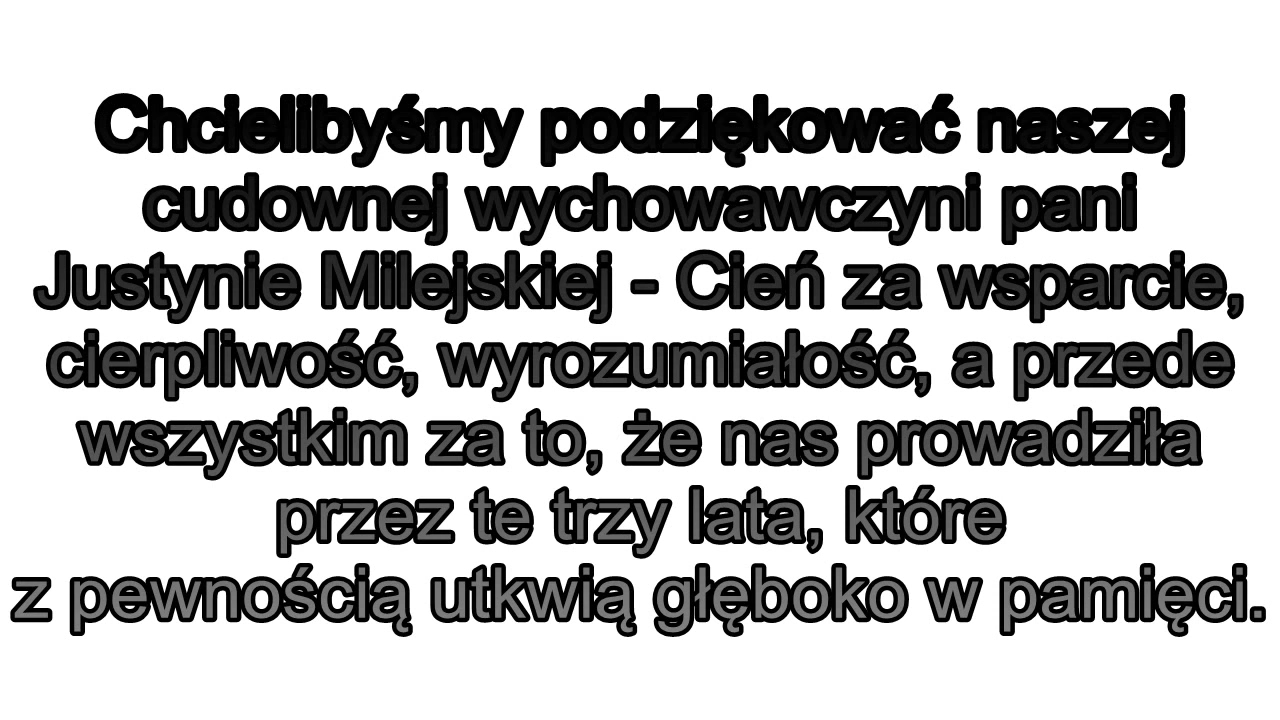 Chcielibyśmy podziękować naszej
cudownej wychowawczyni pani
Justynie Milejskiej - Cień za wsparcie,
cierpliwość, wyrozumiałość, a przede
wszystkim za to, że nas prowadziła
przez te trzy lata, które
z pewnością utkwią głęboko w pamięci.